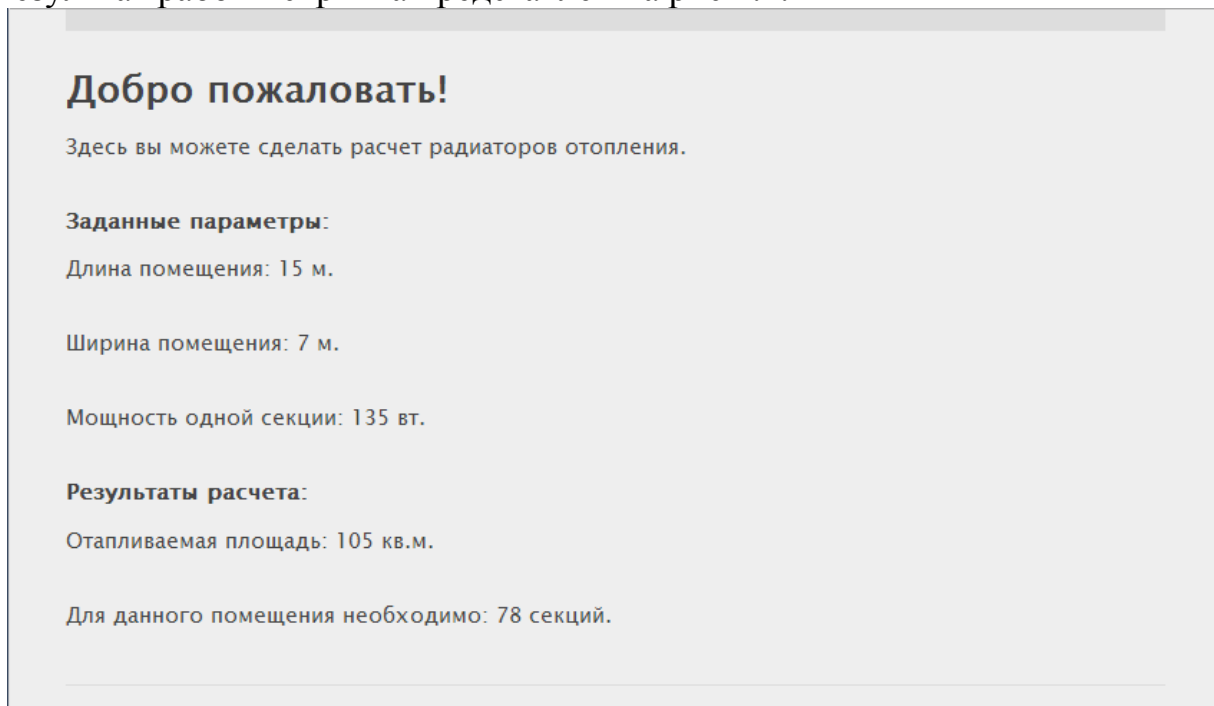 Добро пожаловать!
Здесь вы можете сделать расчет радиаторов отопления.
Заданные параметры:
Длина помещения: 15 м.
Ширина помещения: 7 м.
Мощность одной секции: 135 вт.
Результаты расчета:
Отапливаемая площадь: 105 кв.м.
Для данного помещения необходимо: 78 секций.